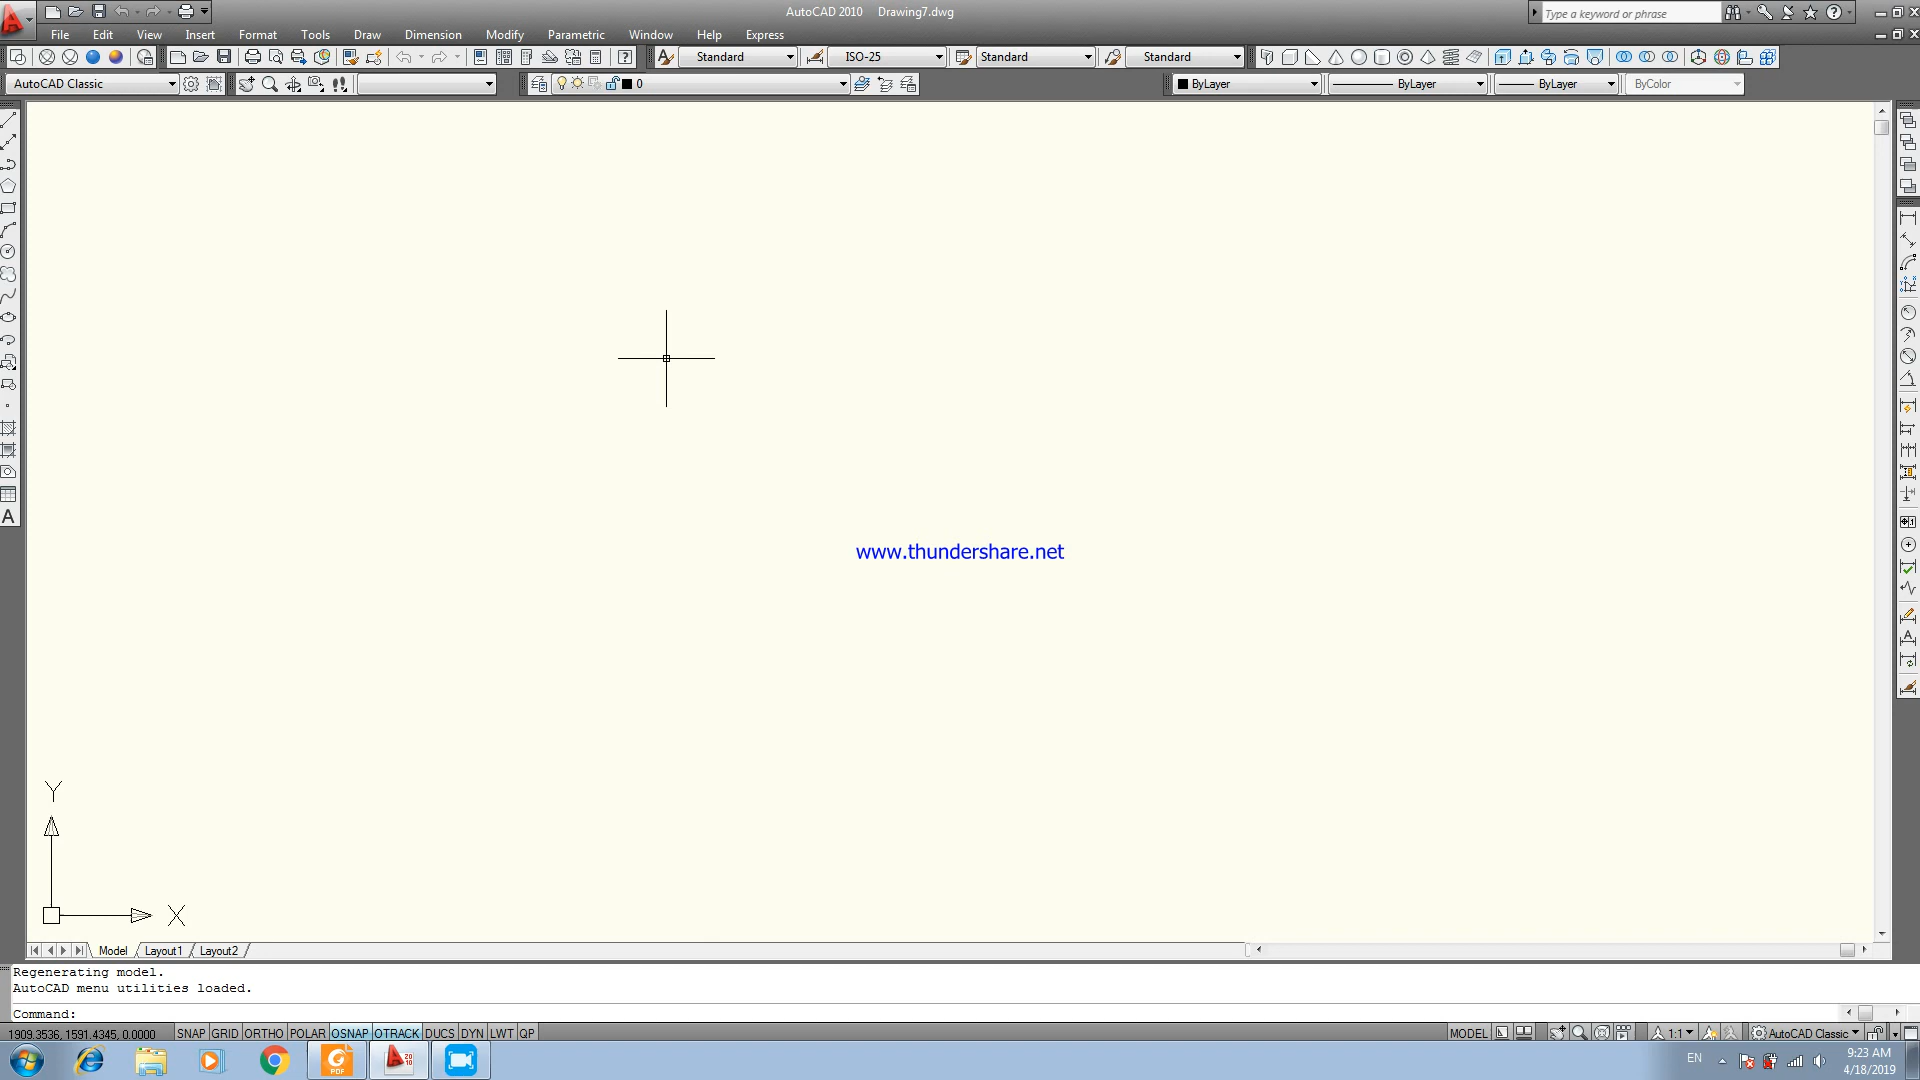 AutoCAD 2010 Drawing7.dwg
Type a keyword or phrase
File Edit View Insert Format Tools Draw Dimension Modify Parametric Window Help Express
Standard ISO-25 Standard Standard
AutoCAD Classic 0 ByLayer ByLayer ByLayer ByColor
www.thundershare.net
Y
X
Model Layout1 Layout2
Regenerating model.
AutoCAD menu utilities loaded.
Command:
1909.3536, 1591.4345, 0.0000 SNAP GRID ORTHO POLAR OSNAP OTRACK DUCS DYN LWT QP MODEL 1:1 AutoCAD Classic
EN
9:23 AM
4/18/2019